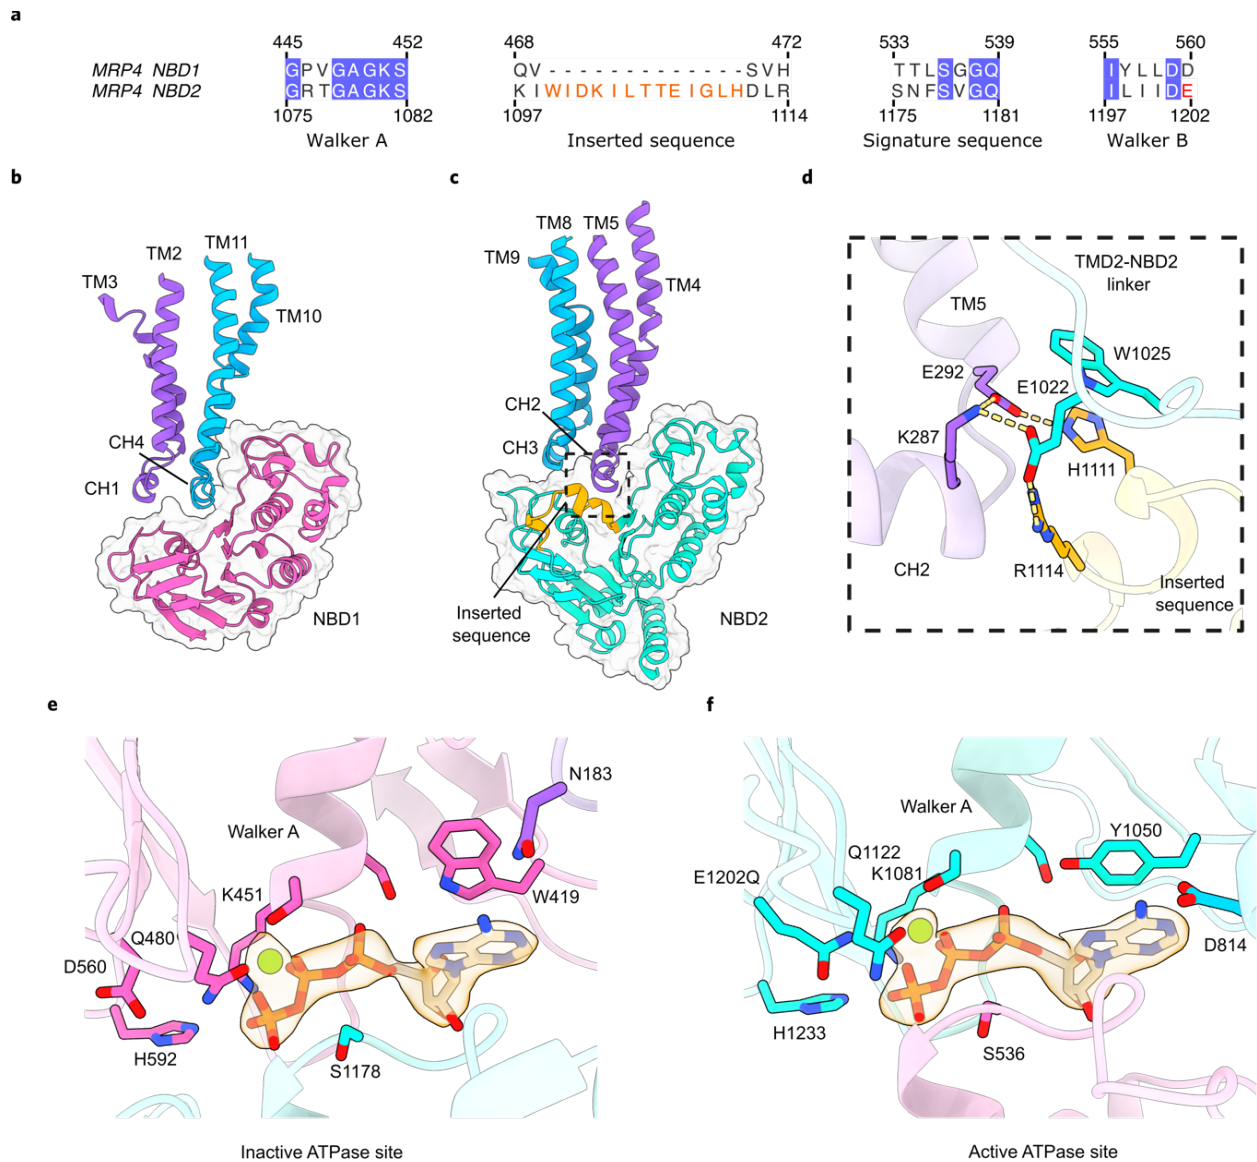 a
445 452 468 472 533 539 555 560
MRP4 NBD1 GPVGAGKS QV-------------SVH TTLSGGQ IYLLDD
MRP4 NBD2 GRTGAGKS KIWIDKILTTEIGLHDLR SNFSVGQ ILIIDE
1075 1082 1097 1114 1175 1181 1197 1202
Walker A Inserted sequence Signature sequence Walker B
b
TM3
TM2
TM11
TM10
CH4
CH1
NBD1
c
TM9
TM8
TM5
TM4
CH2
CH3
Inserted
sequence
NBD2
d
TMD2-NBD2
linker
TM5
W1025
E292
E1022
K287
H1111
R1114
CH2
Inserted
sequence
e
N183
Walker A
K451
W419
Q480
D560
H592
S1178
Inactive ATPase site
f
Walker A
Y1050
Q1122
K1081
E1202Q
D814
H1233
S536
Active ATPase site